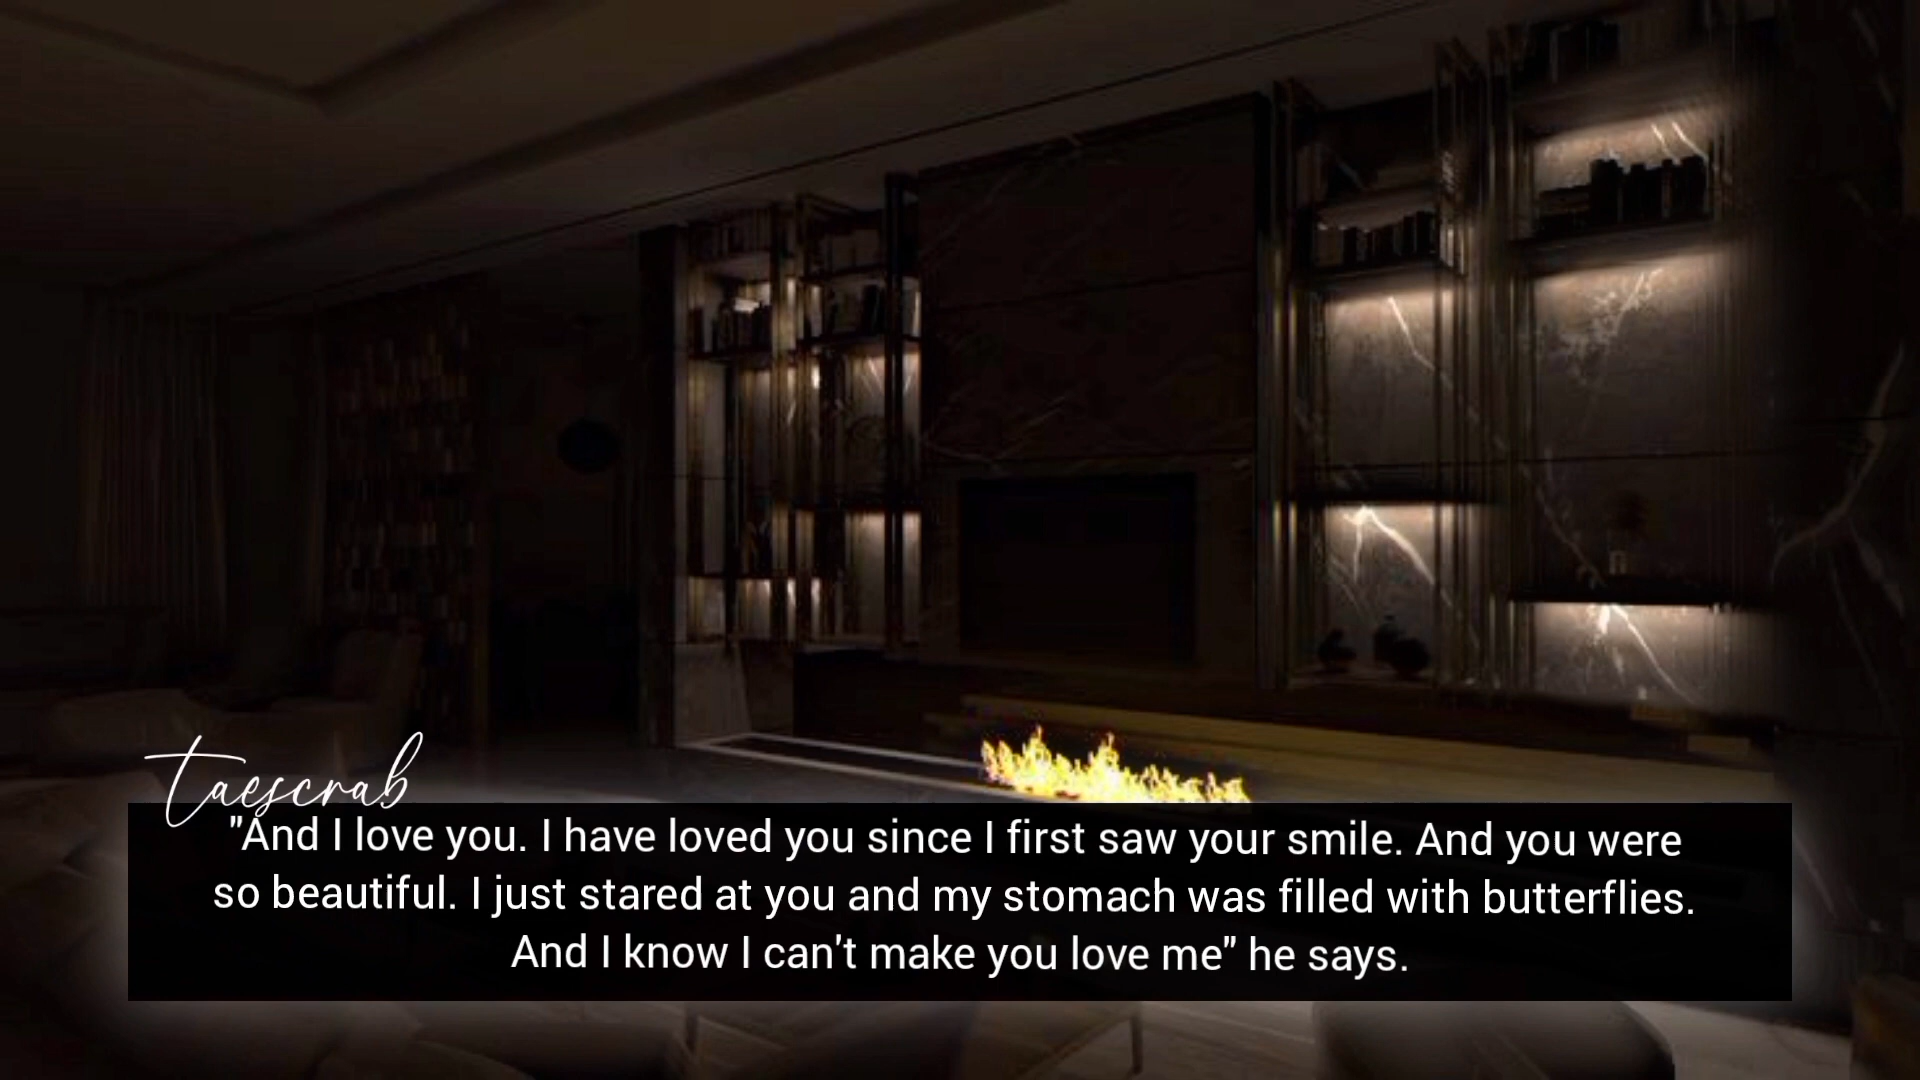 taescrab
"And I love you. I have loved you since I first saw your smile. And you were
so beautiful. I just stared at you and my stomach was filled with butterflies.
And I know I can't make you love me" he says.